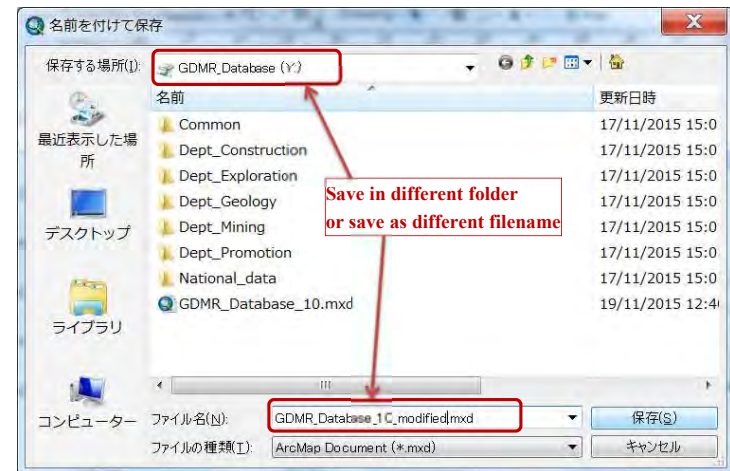 名前を付けて保存
保存する場所(I):
GDMR_Database (Y:)
名前
更新日時
最近表示した場
所
デスクトップ
ライブラリ
コンピューター
Common
17/11/2015 15:0
Dept_Construction
17/11/2015 15:0
Dept_Exploration
17/11/2015 15:0
Dept_Geology
17/11/2015 15:0
Dept_Mining
17/11/2015 15:0
Dept_Promotion
17/11/2015 15:0
National_data
17/11/2015 15:0
GDMR_Database_10.mxd
19/11/2015 12:4
Save in different folder
or save as different filename
ファイル名(N):
GDMR_Database_10_modified.mxd
保存(S)
ファイルの種類(T):
ArcMap Document (*.mxd)
キャンセル